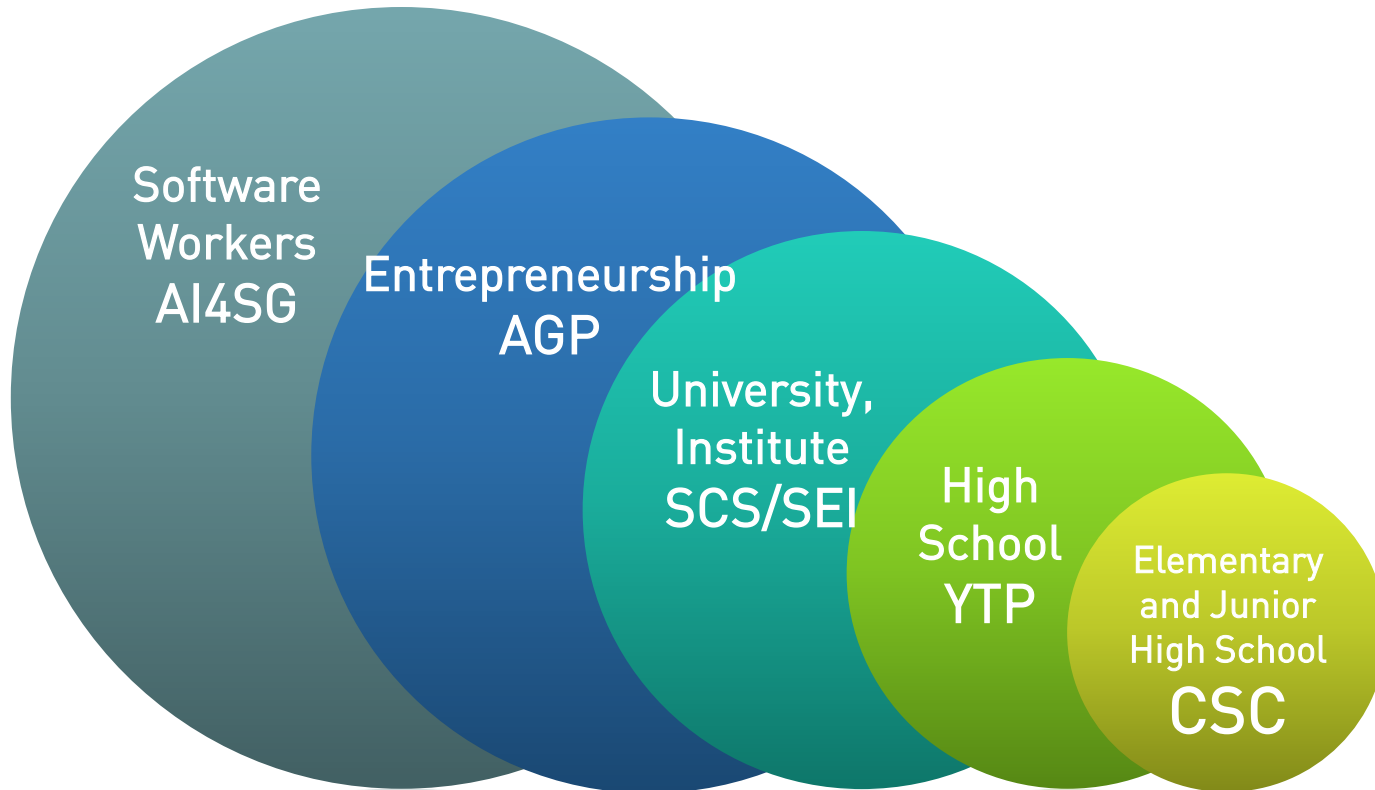 Software
Workers
AI4SG
Entrepreneurship
AGP
University,
Institute
SCS/SEI
High
School
YTP
Elementary
and Junior
High School
CSC